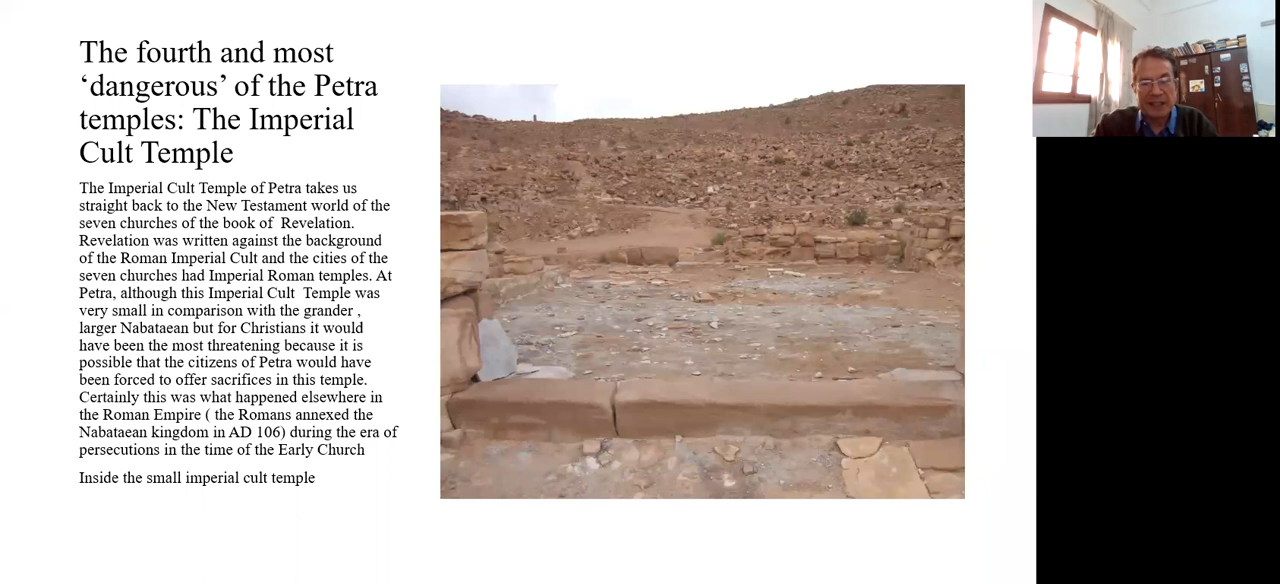 The fourth and most
‘dangerous’ of the Petra
temples: The Imperial
Cult Temple
The Imperial Cult Temple of Petra takes us
straight back to the New Testament world of the
seven churches of the book of  Revelation.
Revelation was written against the background
of the Roman Imperial Cult and the cities of the
seven churches had Imperial Roman temples. At
Petra, although this Imperial Cult  Temple was
very small in comparison with the grander ,
larger Nabataean but for Christians it would
have been the most threatening because it is
possible that the citizens of Petra would have
been forced to offer sacrifices in this temple.
Certainly this was what happened elsewhere in
the Roman Empire ( the Romans annexed the
Nabataean kingdom in AD 106) during the era of
persecutions in the time of the Early Church
Inside the small imperial cult temple